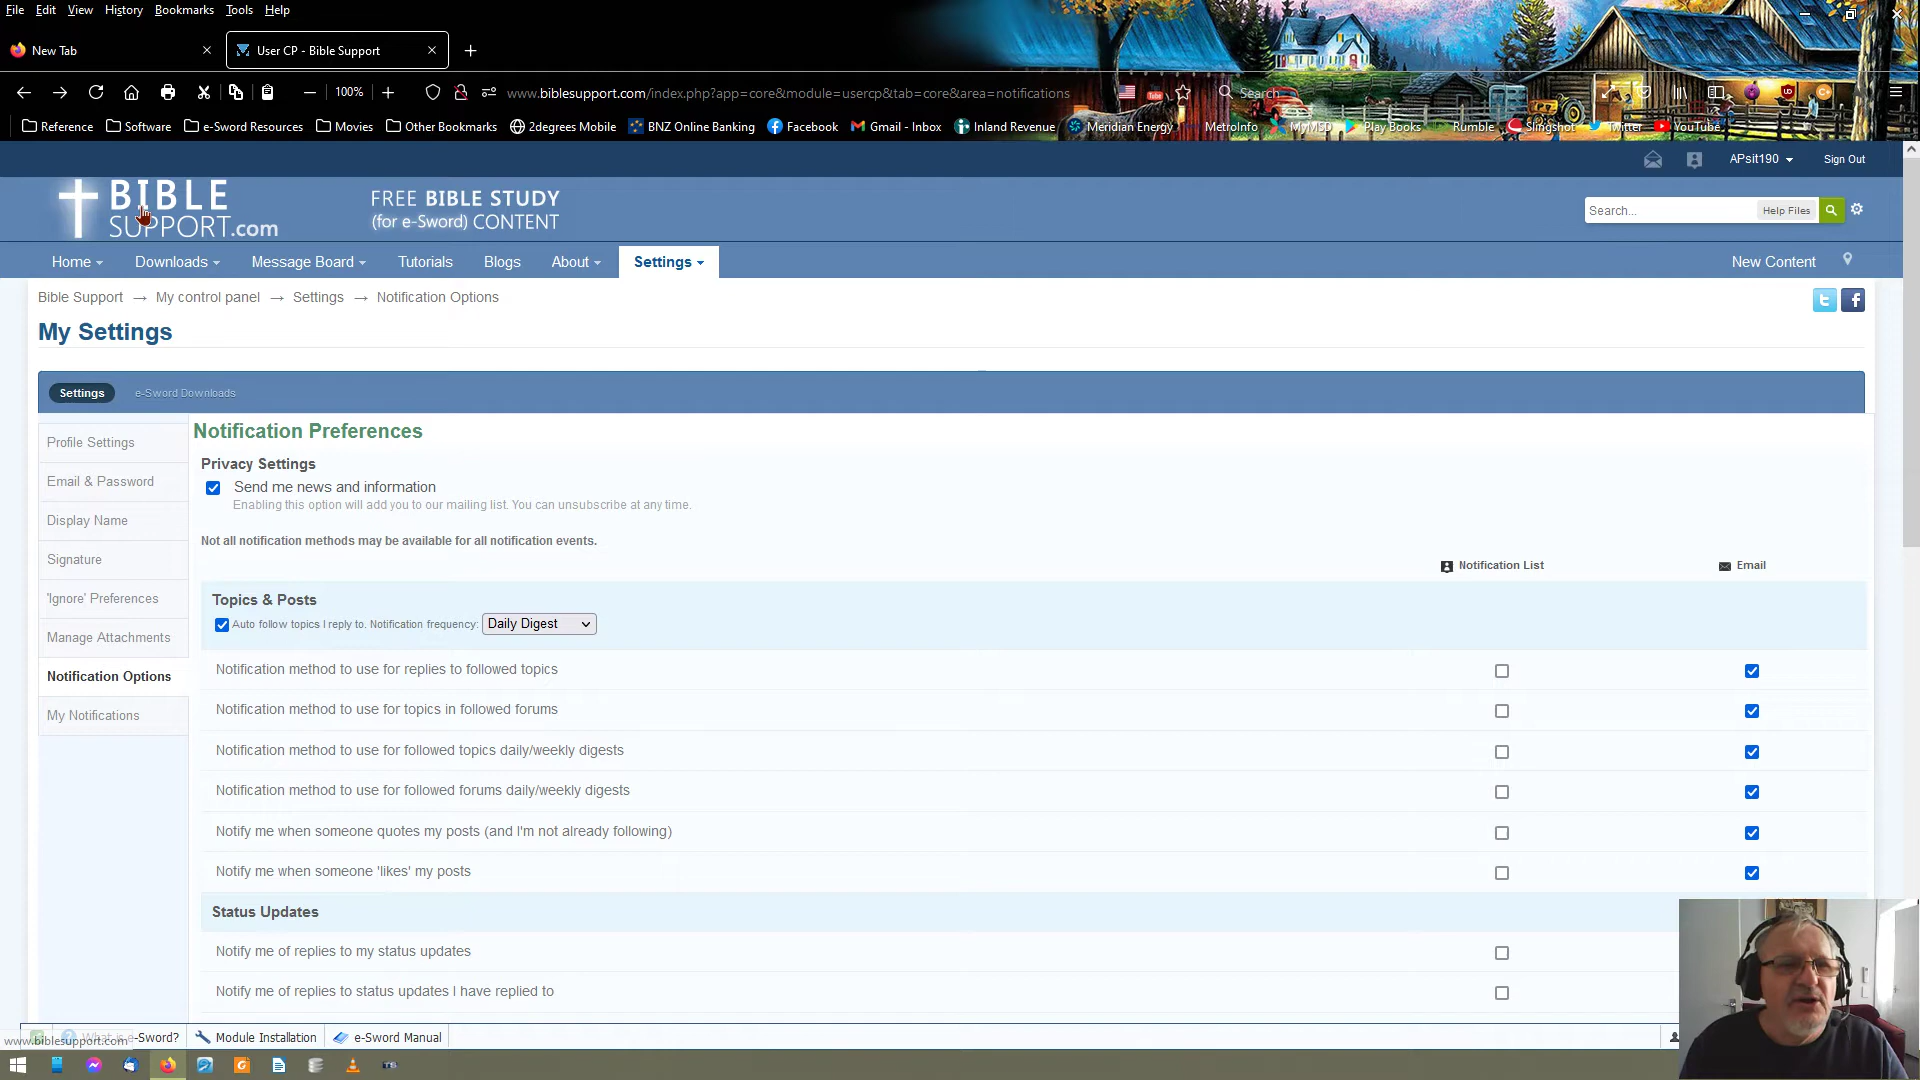 File Edit View History Bookmarks Tools Help
New Tab
User CP - Bible Support
100%
www.biblesupport.com/index.php?app=core&module=usercp&tab=core&area=notifications
Search
Reference Software e-Sword Resources Movies Other Bookmarks 2degrees Mobile BNZ Online Banking Facebook Gmail - Inbox Inland Revenue Meridian Energy MetroInfo MyMSD Play Books Rumble Slingshot Twitter YouTube
APsit190 Sign Out
BIBLE
SUPPORT.com
FREE BIBLE STUDY
(for e-Sword) CONTENT
Search... Help Files
Home Downloads Message Board Tutorials Blogs About Settings New Content
Bible Support → My control panel → Settings → Notification Options
My Settings
Settings e-Sword Downloads
Profile Settings
Email & Password
Display Name
Signature
'Ignore' Preferences
Manage Attachments
Notification Options
My Notifications
Notification Preferences
Privacy Settings
Send me news and information
Enabling this option will add you to our mailing list. You can unsubscribe at any time.
Not all notification methods may be available for all notification events.
Notification List Email
Topics & Posts
Auto follow topics I reply to. Notification frequency: Daily Digest
Notification method to use for replies to followed topics
Notification method to use for topics in followed forums
Notification method to use for followed topics daily/weekly digests
Notification method to use for followed forums daily/weekly digests
Notify me when someone quotes my posts (and I'm not already following)
Notify me when someone 'likes' my posts
Status Updates
Notify me of replies to my status updates
Notify me of replies to status updates I have replied to
What is e-Sword? Module Installation e-Sword Manual
www.biblesupport.com